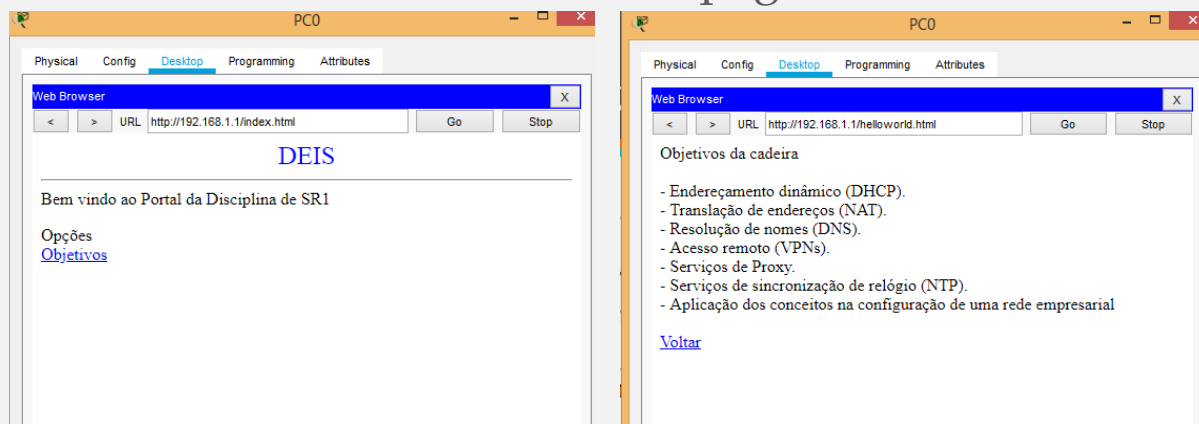 PC0
Physical Config Desktop Programming Attributes
Web Browser
X
< > URL http://192.168.1.1/index.html Go Stop
DEIS
Bem vindo ao Portal da Disciplina de SR1
Opções
Objetivos
PC0
Physical Config Desktop Programming Attributes
Web Browser
X
< > URL http://192.168.1.1/helloworld.html Go Stop
Objetivos da cadeira
- Endereçamento dinâmico (DHCP).
- Translação de endereços (NAT).
- Resolução de nomes (DNS).
- Acesso remoto (VPNs).
- Serviços de Proxy.
- Serviços de sincronização de relógio (NTP).
- Aplicação dos conceitos na configuração de uma rede empresarial
Voltar